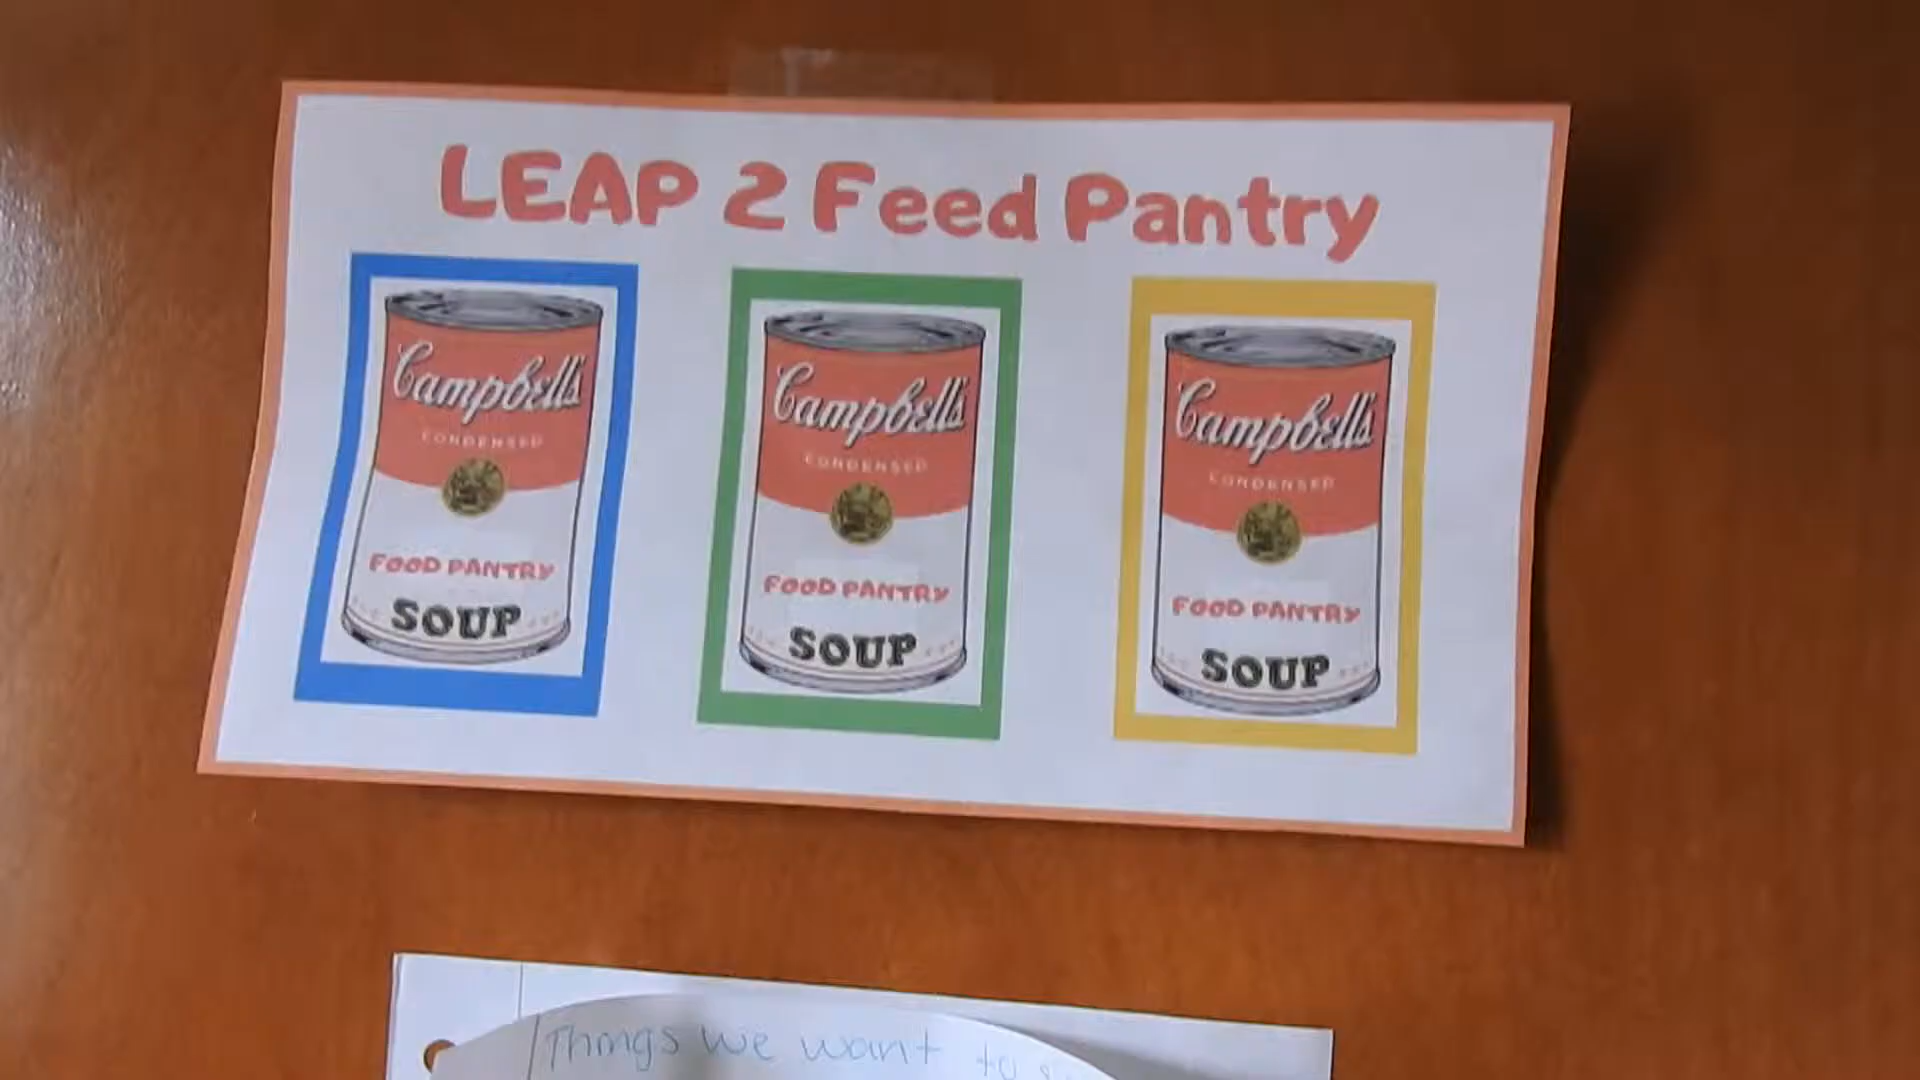 LEAP 2 Feed Pantry
Campbell's
CONDENSED
FOOD PANTRY
SOUP
Campbell's
CONDENSED
FOOD PANTRY
SOUP
Campbell's
CONDENSED
FOOD PANTRY
SOUP
Things we want to